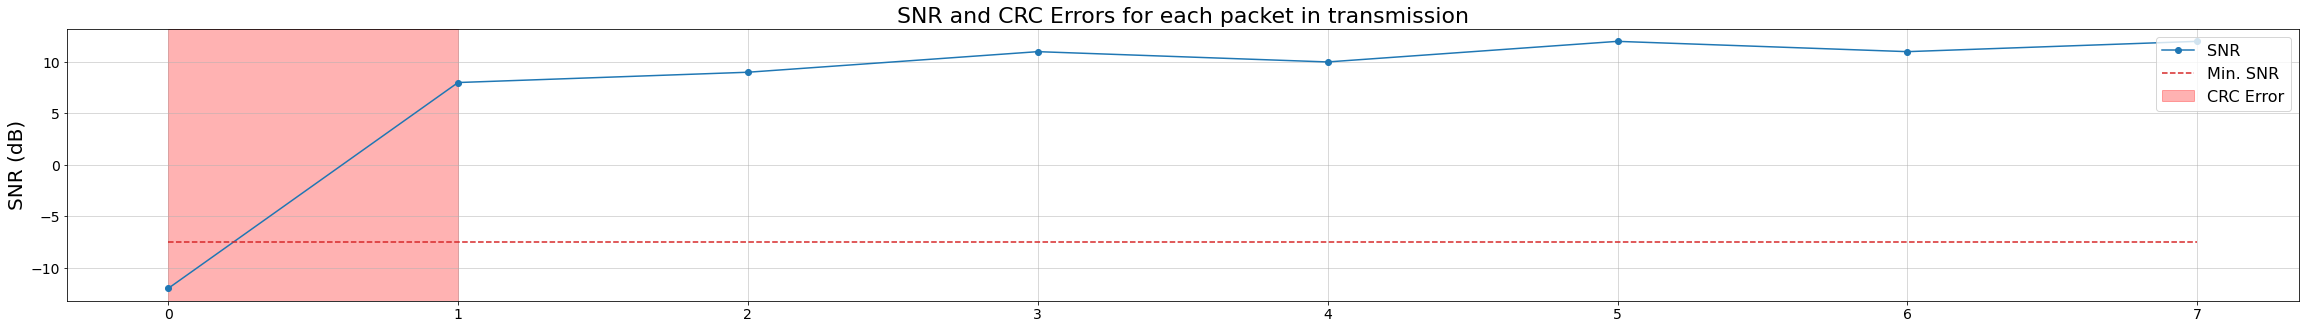 SNR and CRC Errors for each packet in transmission
SNR (dB)
10
5
0
−5
−10
0 1 2 3 4 5 6 7
SNR
Min. SNR
CRC Error